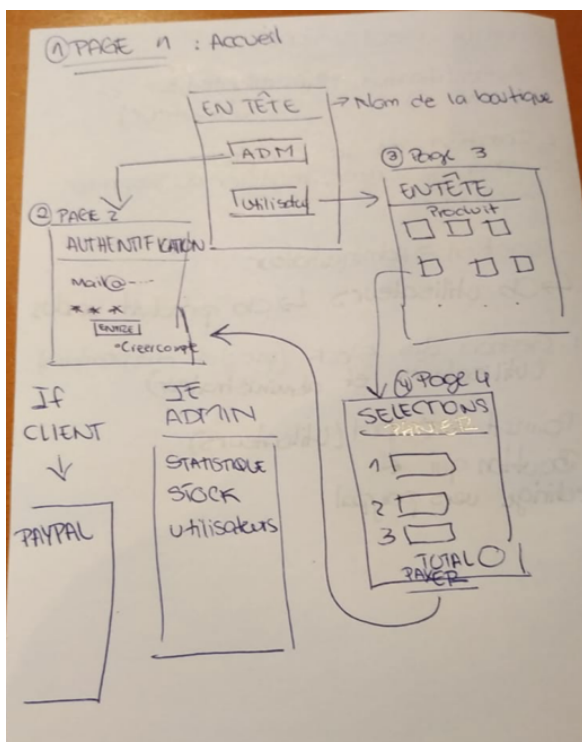 ① PAGE 1 : Accueil
EN TÊTE → Nom de la boutique
ADM
Utilisateur
② PAGE 2
AUTHENTIFICATION
Mail@---
***
ENTRE
Creer compte
③ Page 3
ENTÊTE
Produit
④ Page 4
SELECTIONS
PANIER
1
2
3
TOTAL
PAYER
If
CLIENT
PAYPAL
IF
ADMIN
STATISTIQUE
STOCK
utilisateurs